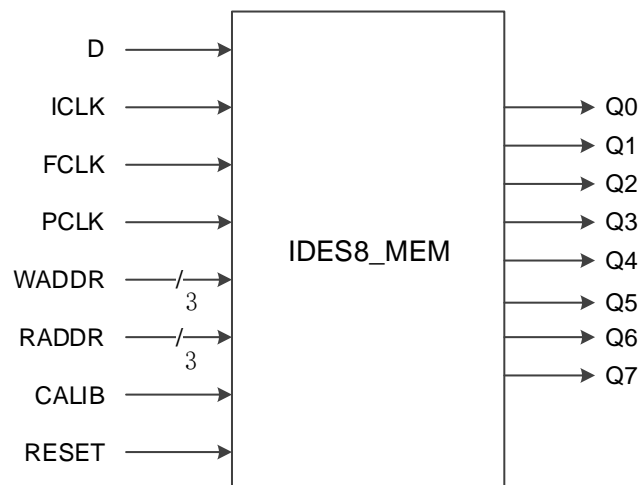 D
ICLK
FCLK
PCLK
WADDR
/
3
RADDR
/
3
CALIB
RESET
IDES8_MEM
Q0
Q1
Q2
Q3
Q4
Q5
Q6
Q7